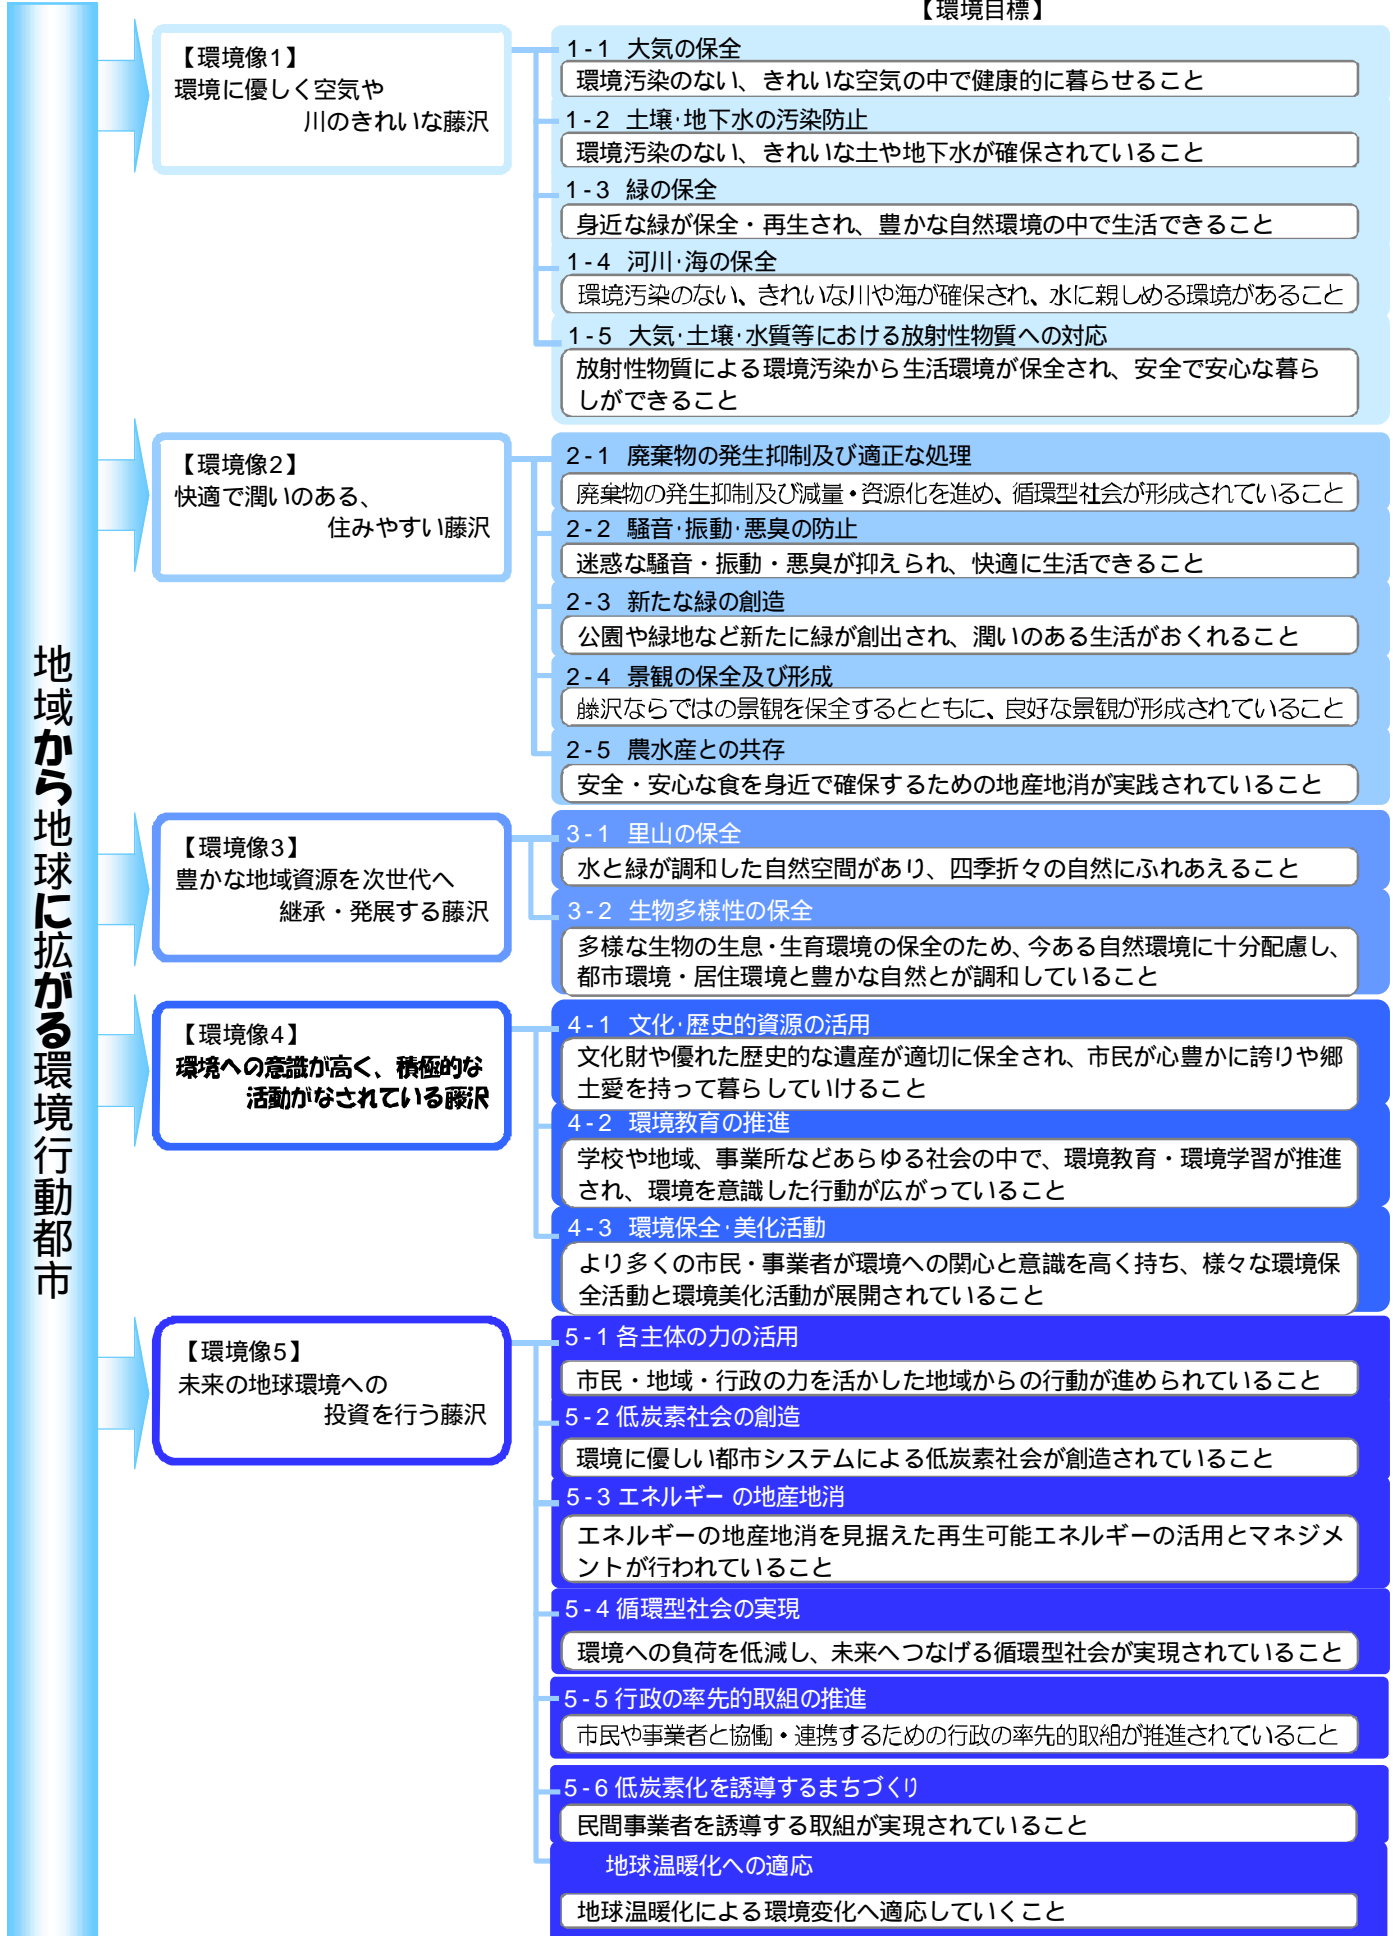 【環境目標】
地域から地球に拡がる環境行動都市
【環境像1】
環境に優しく空気や
川のきれいな藤沢
1-1 大気の保全
環境汚染のない、きれいな空気の中で健康的に暮らせること
1-2 土壌・地下水の汚染防止
環境汚染のない、きれいな土や地下水が確保されていること
1-3 緑の保全
身近な緑が保全・再生され、豊かな自然環境の中で生活できること
1-4 河川・海の保全
環境汚染のない、きれいな川や海が確保され、水に親しめる環境があること
1-5 大気・土壌・水質等における放射性物質への対応
放射性物質による環境汚染から生活環境が保全され、安全で安心な暮ら
しができること
【環境像2】
快適で潤いのある、
住みやすい藤沢
2-1 廃棄物の発生抑制及び適正な処理
廃棄物の発生抑制及び減量・資源化を進め、循環型社会が形成されていること
2-2 騒音・振動・悪臭の防止
迷惑な騒音・振動・悪臭が抑えられ、快適に生活できること
2-3 新たな緑の創造
公園や緑地など新たに緑が創出され、潤いのある生活がおくれること
2-4 景観の保全及び形成
藤沢ならではの景観を保全するとともに、良好な景観が形成されていること
2-5 農水産との共存
安全・安心な食を身近で確保するための地産地消が実践されていること
【環境像3】
豊かな地域資源を次世代へ
継承・発展する藤沢
3-1 里山の保全
水と緑が調和した自然空間があり、四季折々の自然にふれあえること
3-2 生物多様性の保全
多様な生物の生息・生育環境の保全のため、今ある自然環境に十分配慮し、
都市環境・居住環境と豊かな自然とが調和していること
【環境像4】
環境への意識が高く、積極的な
活動がなされている藤沢
4-1 文化・歴史的資源の活用
文化財や優れた歴史的な遺産が適切に保全され、市民が心豊かに誇りや郷
土愛を持って暮らしていけること
4-2 環境教育の推進
学校や地域、事業所などあらゆる社会の中で、環境教育・環境学習が推進
され、環境を意識した行動が広がっていること
4-3 環境保全・美化活動
より多くの市民・事業者が環境への関心と意識を高く持ち、様々な環境保
全活動と環境美化活動が展開されていること
【環境像5】
未来の地球環境への
投資を行う藤沢
5-1 各主体の力の活用
市民・地域・行政の力を活かした地域からの行動が進められていること
5-2 低炭素社会の創造
環境に優しい都市システムによる低炭素社会が創造されていること
5-3 エネルギーの地産地消
エネルギーの地産地消を見据えた再生可能エネルギーの活用とマネジメ
ントが行われていること
5-4 循環型社会の実現
環境への負荷を低減し、未来へつなげる循環型社会が実現されていること
5-5 行政の率先的取組の推進
市民や事業者と協働・連携するための行政の率先的取組が推進されていること
5-6 低炭素化を誘導するまちづくり
民間事業者を誘導する取組が実現されていること
地球温暖化への適応
地球温暖化による環境変化へ適応していくこと